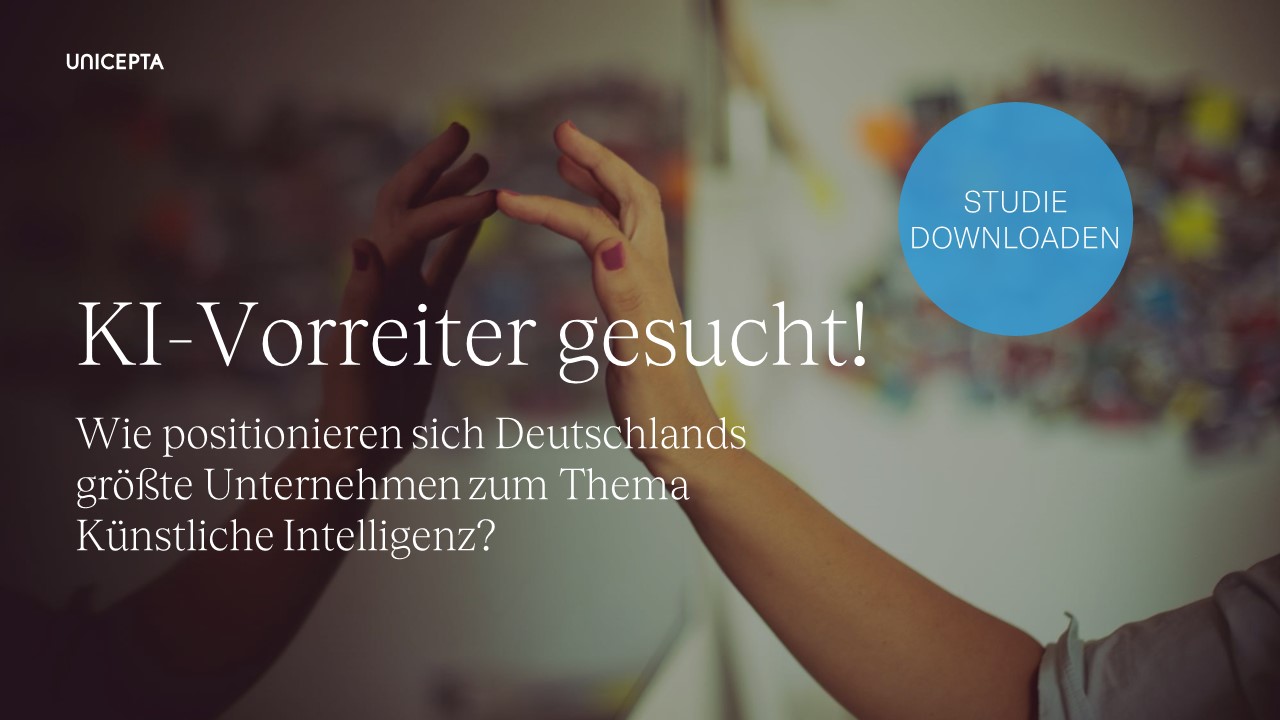 UNICEPTA
STUDIE
DOWNLOADEN
KI-Vorreiter gesucht!
Wie positionieren sich Deutschlands
größte Unternehmen zum Thema
Künstliche Intelligenz?